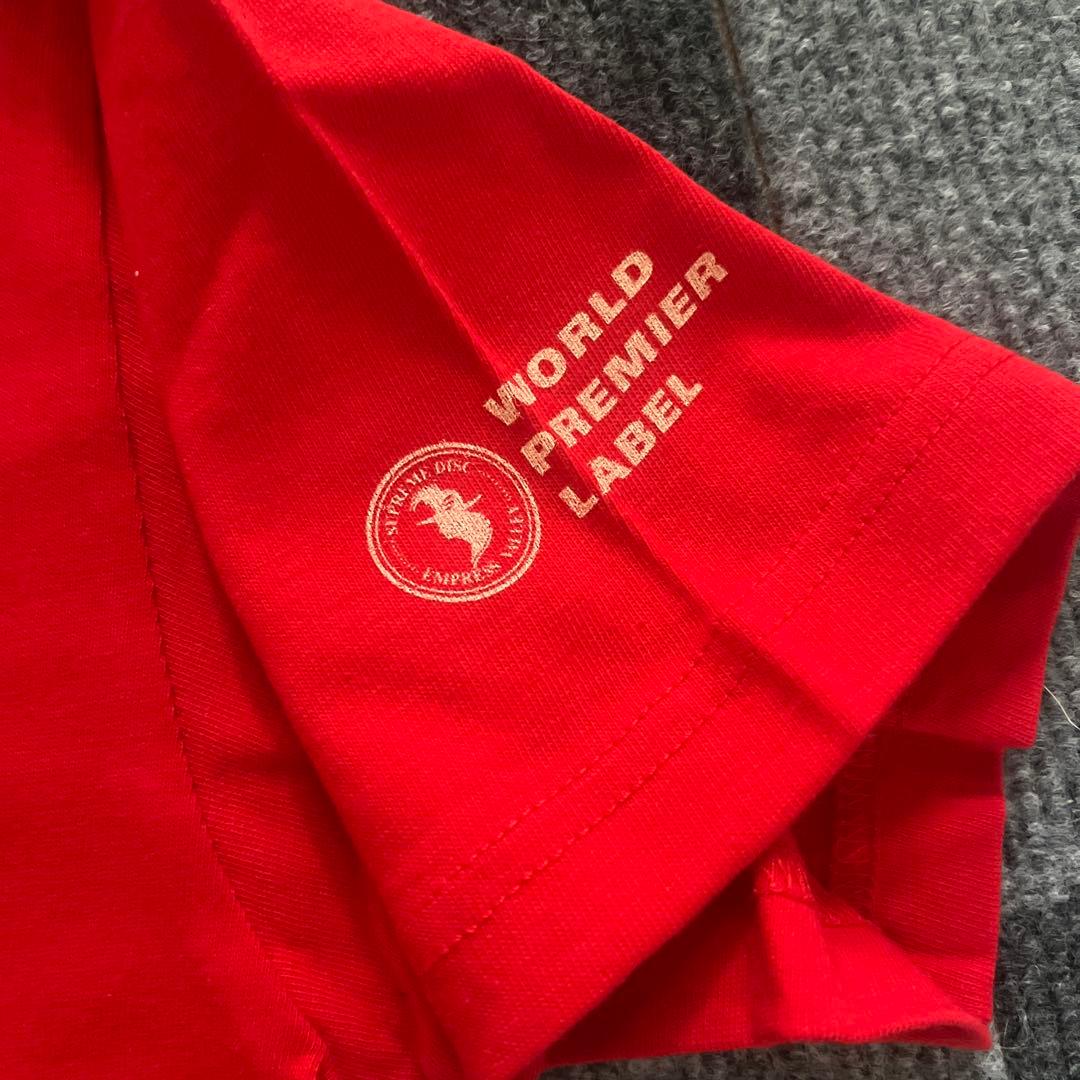 WORLD
PREMIER
LABEL
SUPREME DISC
EMPRESS VALLEY